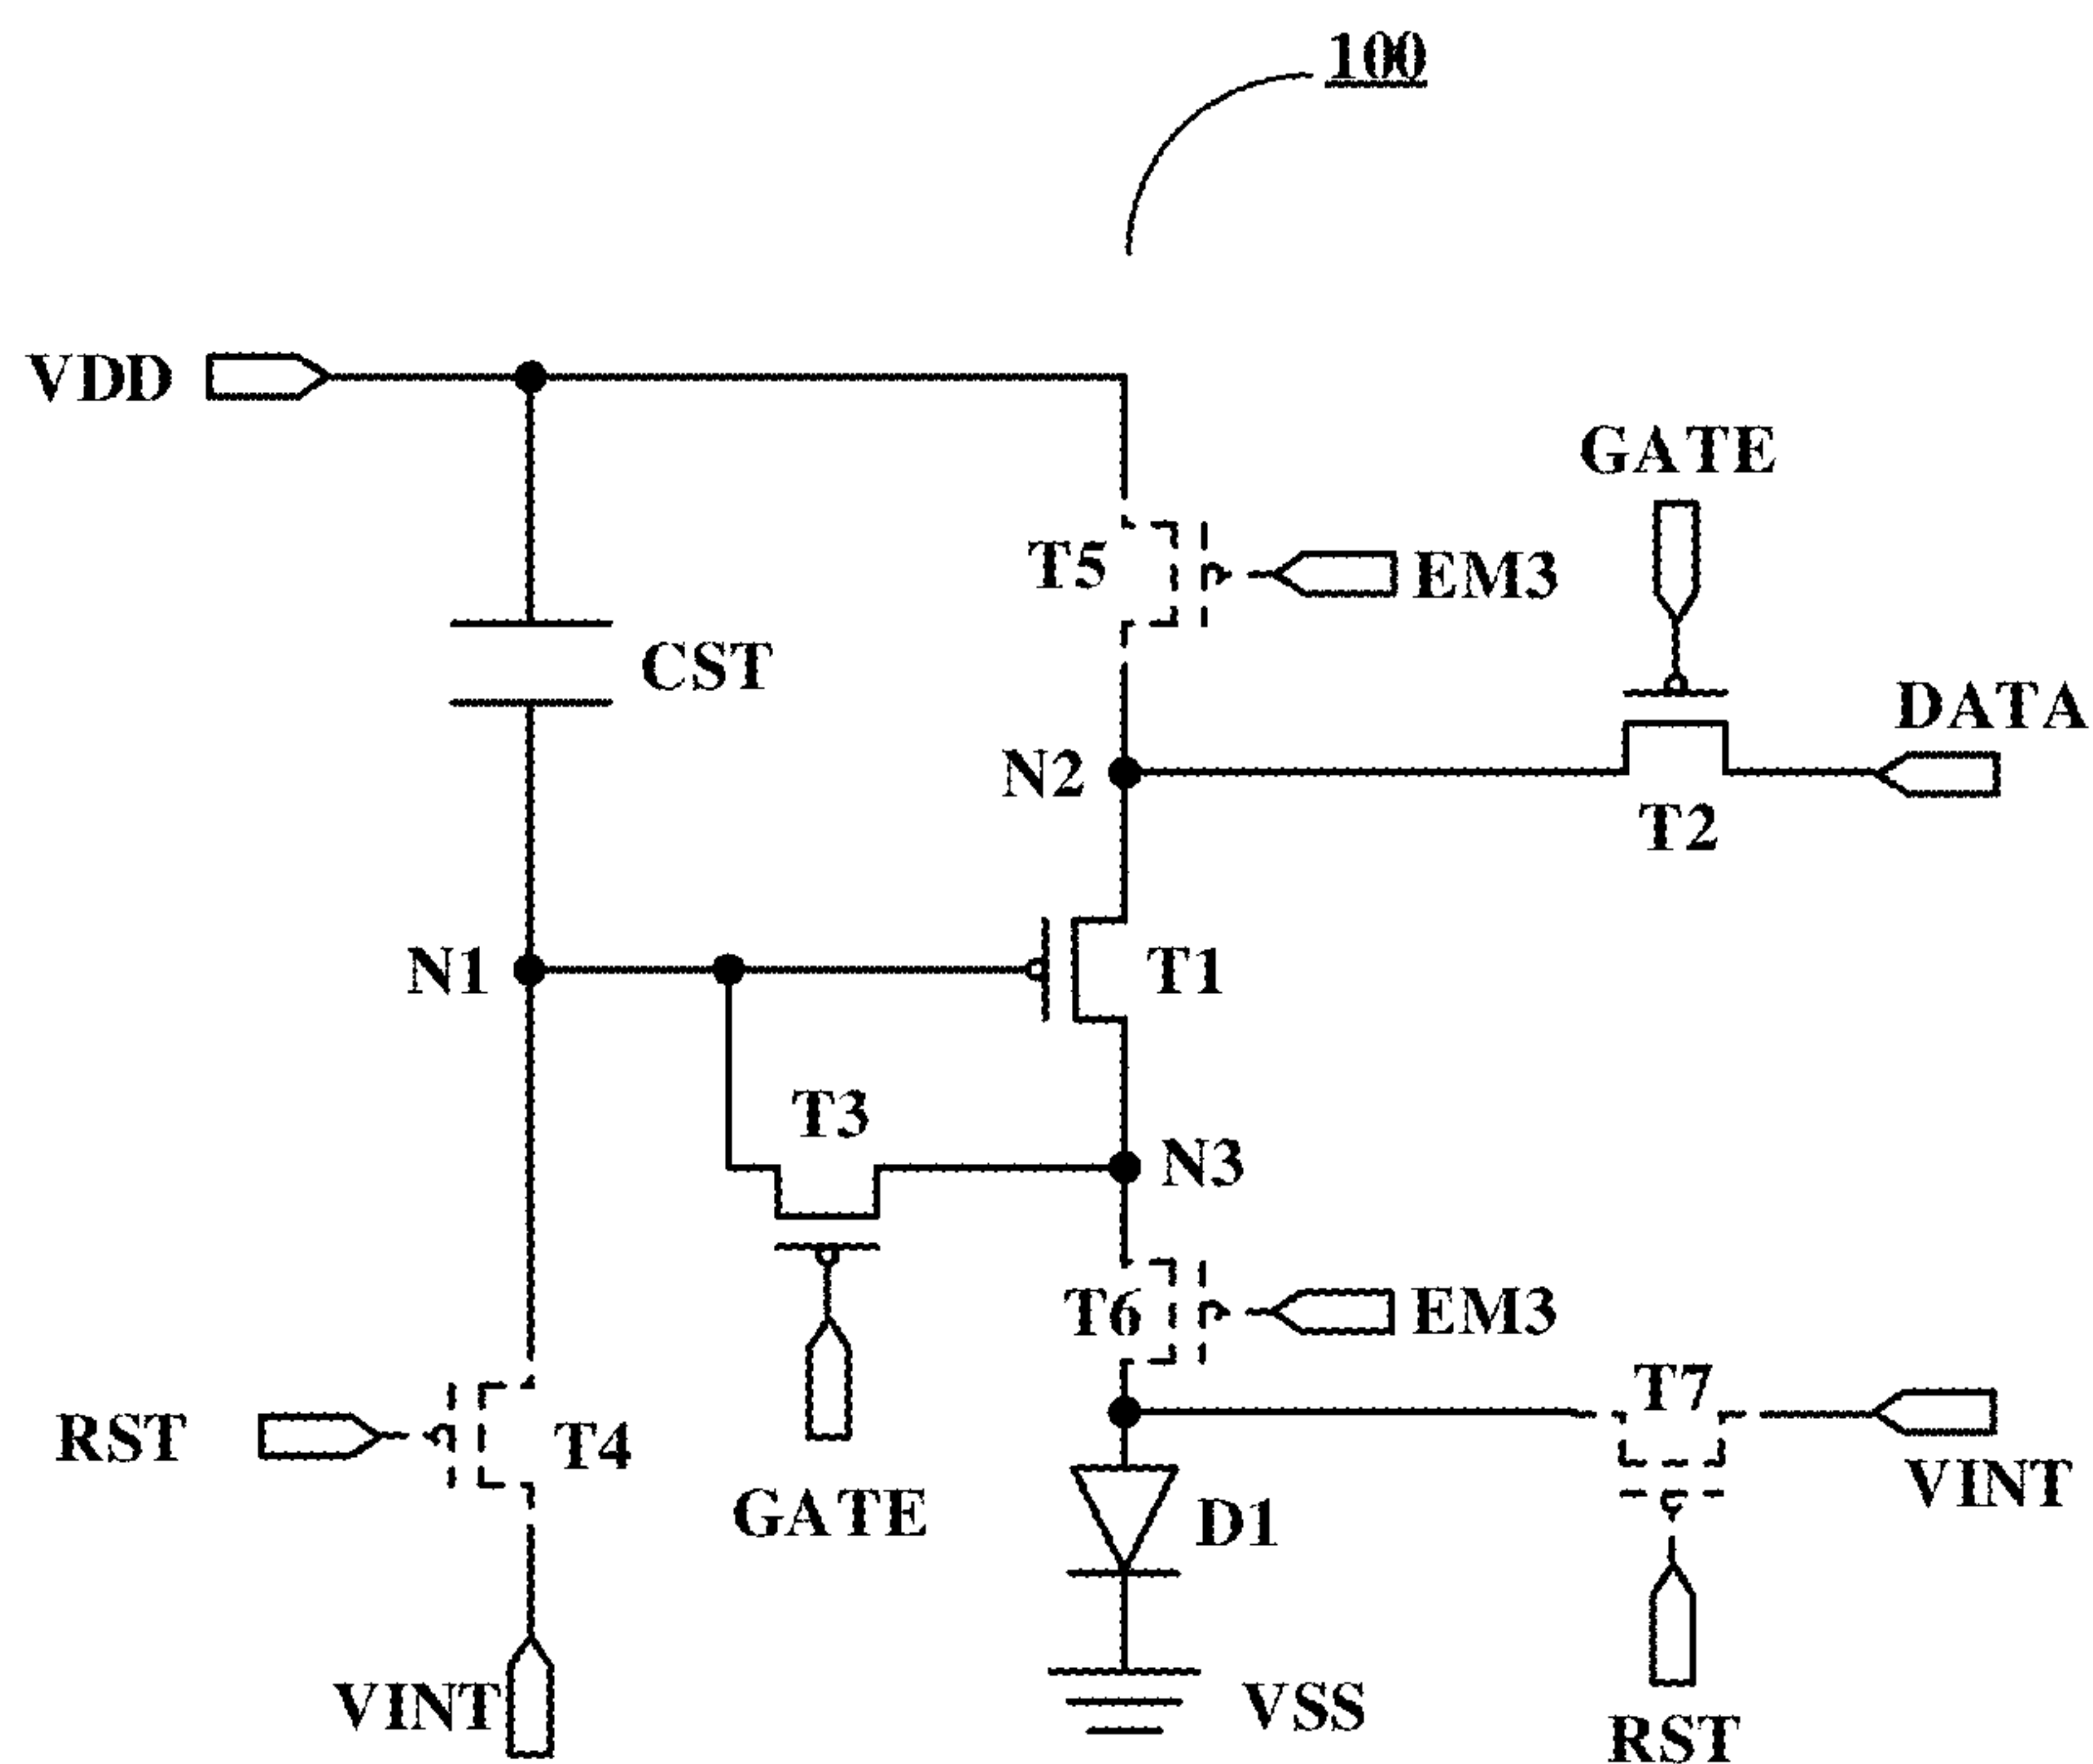 100
VDD
GATE
T5
EM3
CST
DATA
N2
T2
N1
T1
T3
N3
T6
EM3
T7
RST
T4
GATE
D1
VINT
VINT
VSS
RST